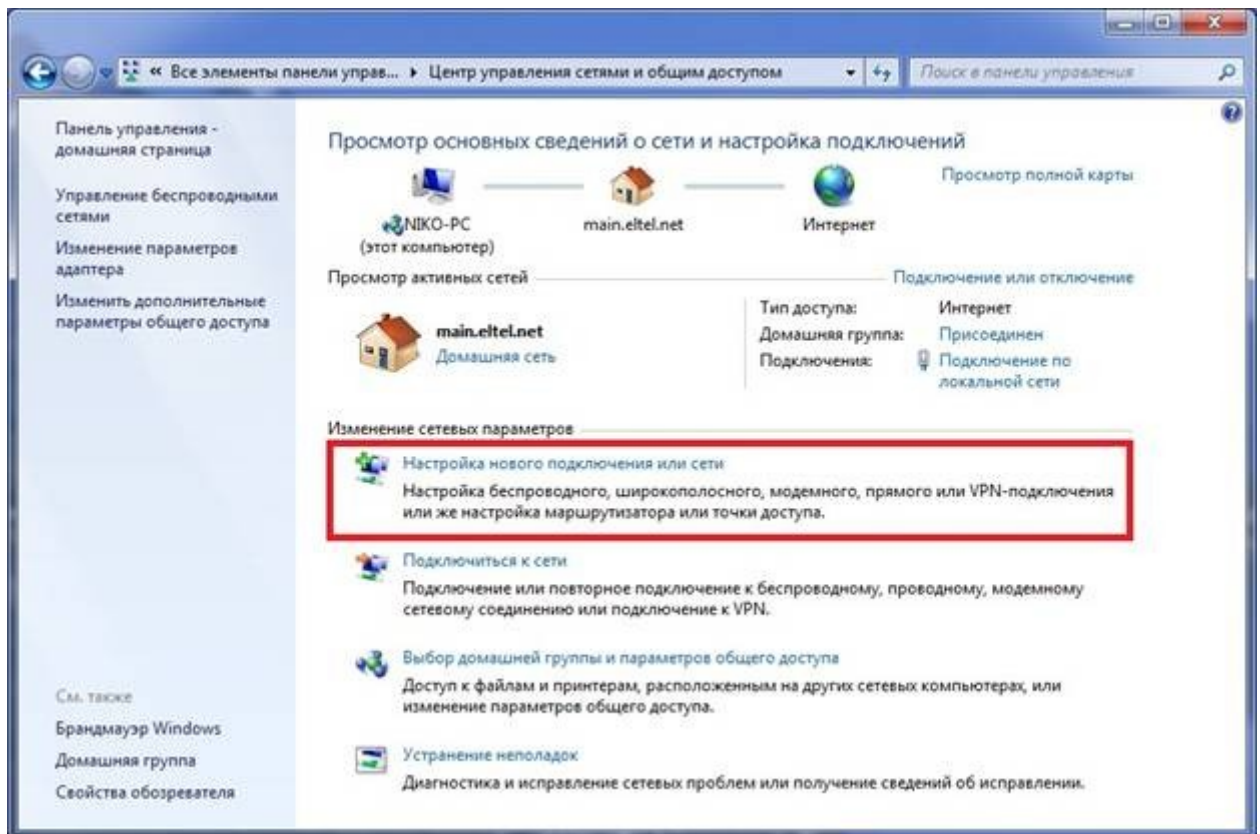 « Все элементы панели управ... ▸ Центр управления сетями и общим доступом
Поиск в панели управления
Панель управления -
домашняя страница
Управление беспроводными
сетями
Изменение параметров
адаптера
Изменить дополнительные
параметры общего доступа
См. также
Брандмауэр Windows
Домашняя группа
Свойства обозревателя
Просмотр основных сведений о сети и настройка подключений
NIKO-PC
(этот компьютер)
main.eltel.net
Интернет
Просмотр полной карты
Просмотр активных сетей
Подключение или отключение
main.eltel.net
Домашняя сеть
Тип доступа: Интернет
Домашняя группа: Присоединен
Подключения: Подключение по
локальной сети
Изменение сетевых параметров
Настройка нового подключения или сети
Настройка беспроводного, широкополосного, модемного, прямого или VPN-подключения
или же настройка маршрутизатора или точки доступа.
Подключиться к сети
Подключение или повторное подключение к беспроводному, проводному, модемному
сетевому соединению или подключение к VPN.
Выбор домашней группы и параметров общего доступа
Доступ к файлам и принтерам, расположенным на других сетевых компьютерах, или
изменение параметров общего доступа.
Устранение неполадок
Диагностика и исправление сетевых проблем или получение сведений об исправлении.